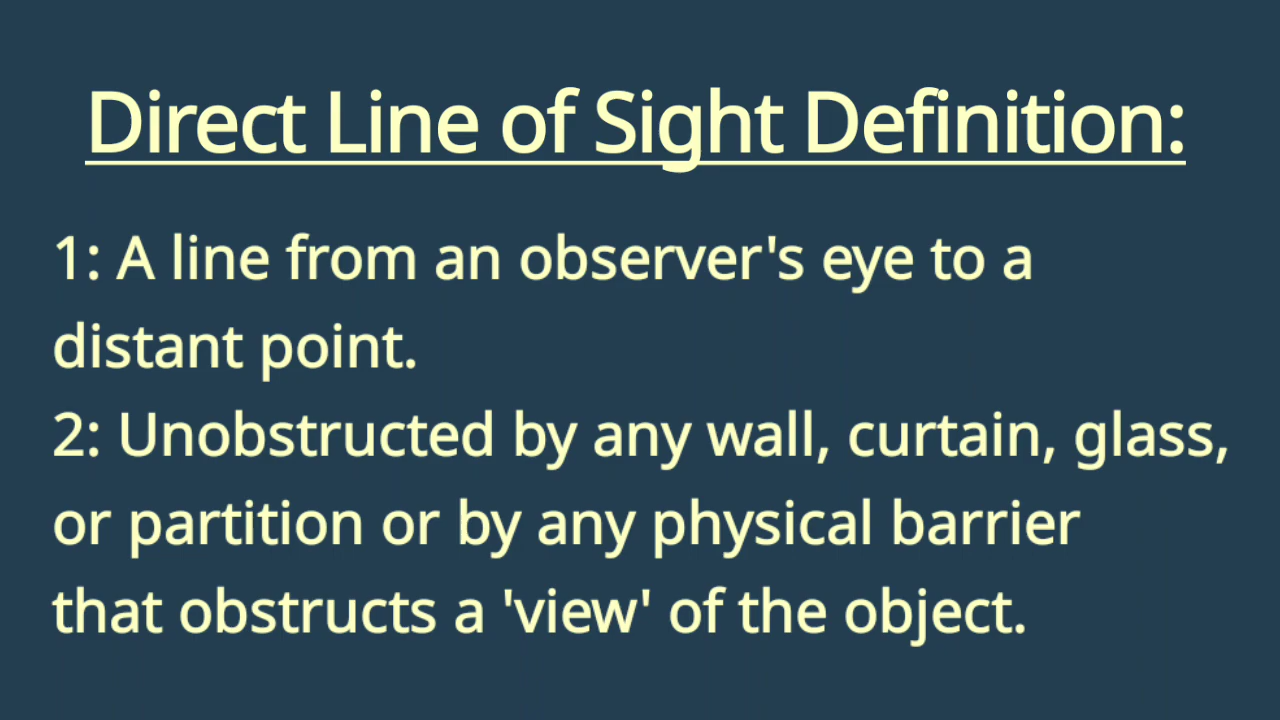 Direct Line of Sight Definition:
1: A line from an observer's eye to a
distant point.
2: Unobstructed by any wall, curtain, glass,
or partition or by any physical barrier
that obstructs a 'view' of the object.